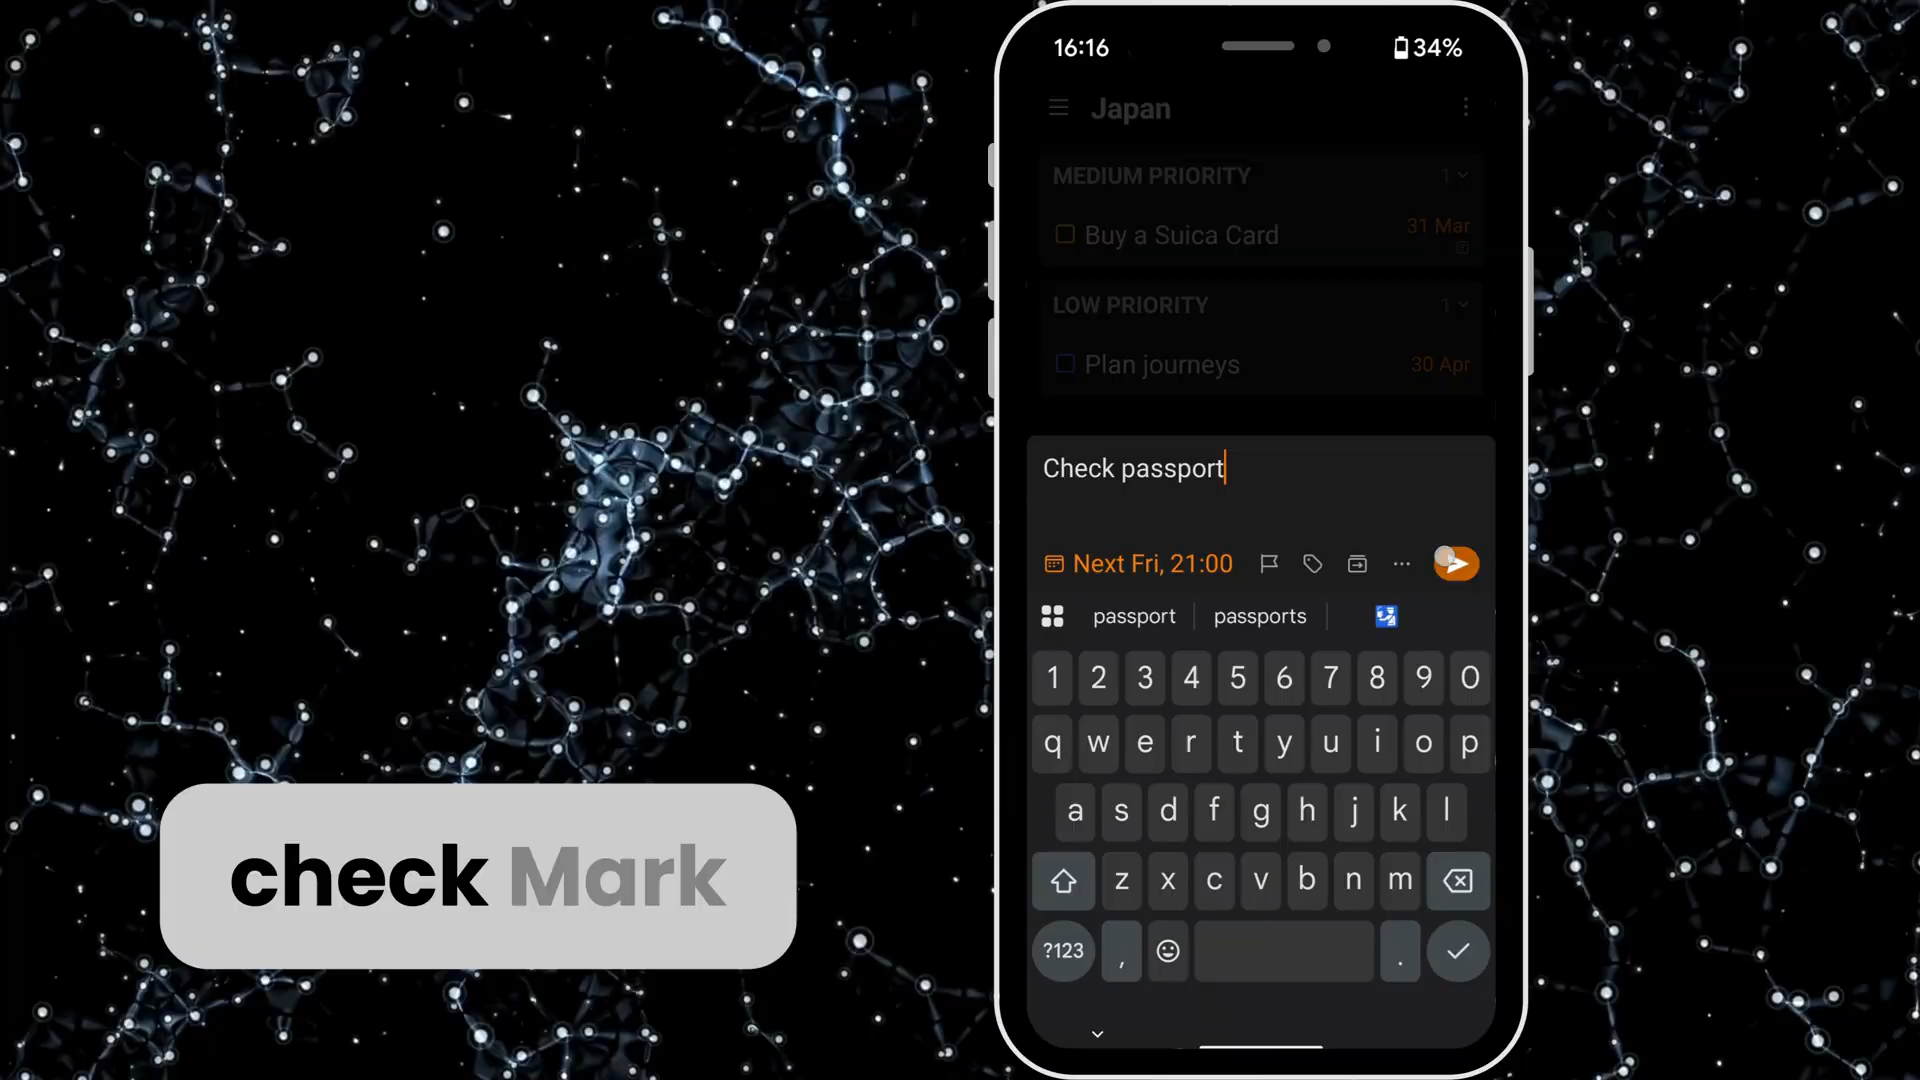 16:16
34%
Japan
MEDIUM PRIORITY 1
Buy a Suica Card 31 Mar
LOW PRIORITY 1
Plan journeys 30 Apr
Check passport
Next Fri, 21:00
passport passports
1 2 3 4 5 6 7 8 9 0
q w e r t y u i o p
a s d f g h j k l
z x c v b n m
?123 , .
check Mark